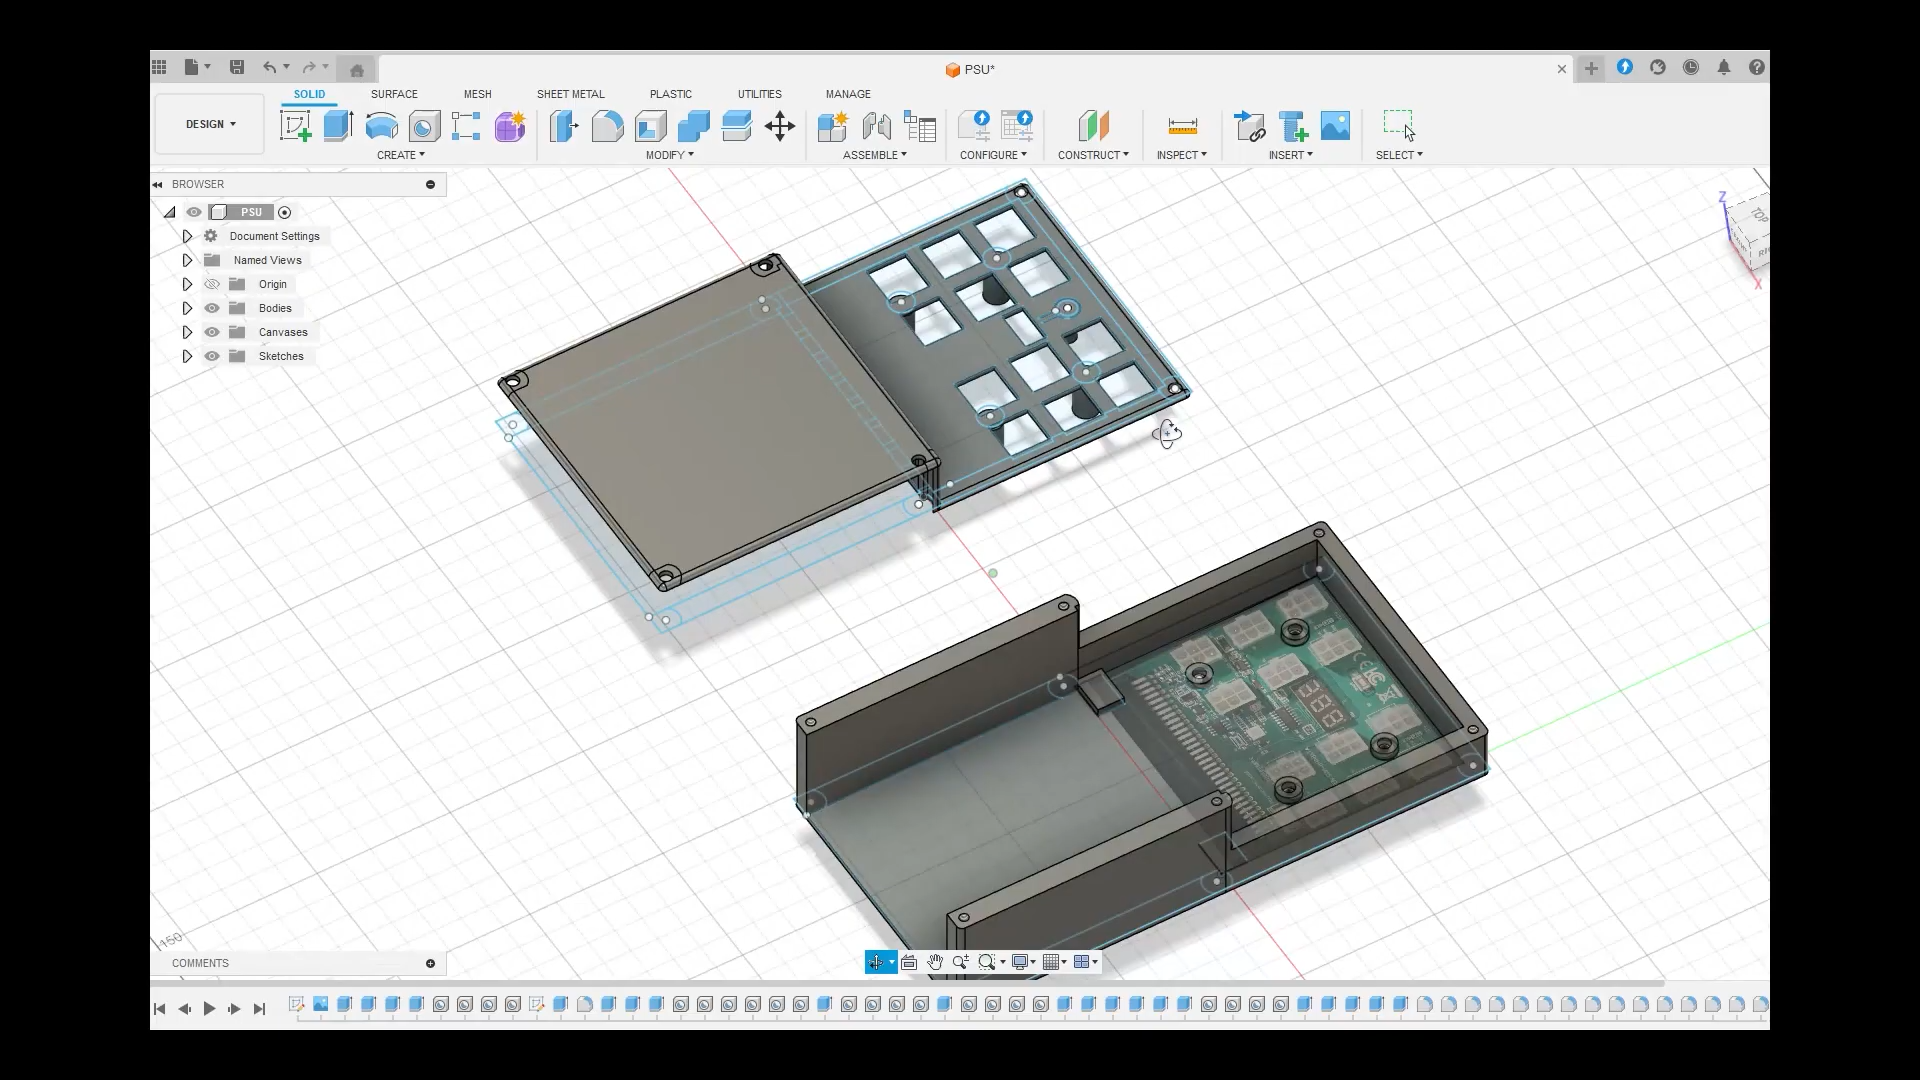 PSU*
SOLID SURFACE MESH SHEET METAL PLASTIC UTILITIES MANAGE
DESIGN
CREATE MODIFY ASSEMBLE CONFIGURE CONSTRUCT INSPECT INSERT SELECT
BROWSER
PSU
Document Settings
Named Views
Origin
Bodies
Canvases
Sketches
Z
TOP
X
150
COMMENTS